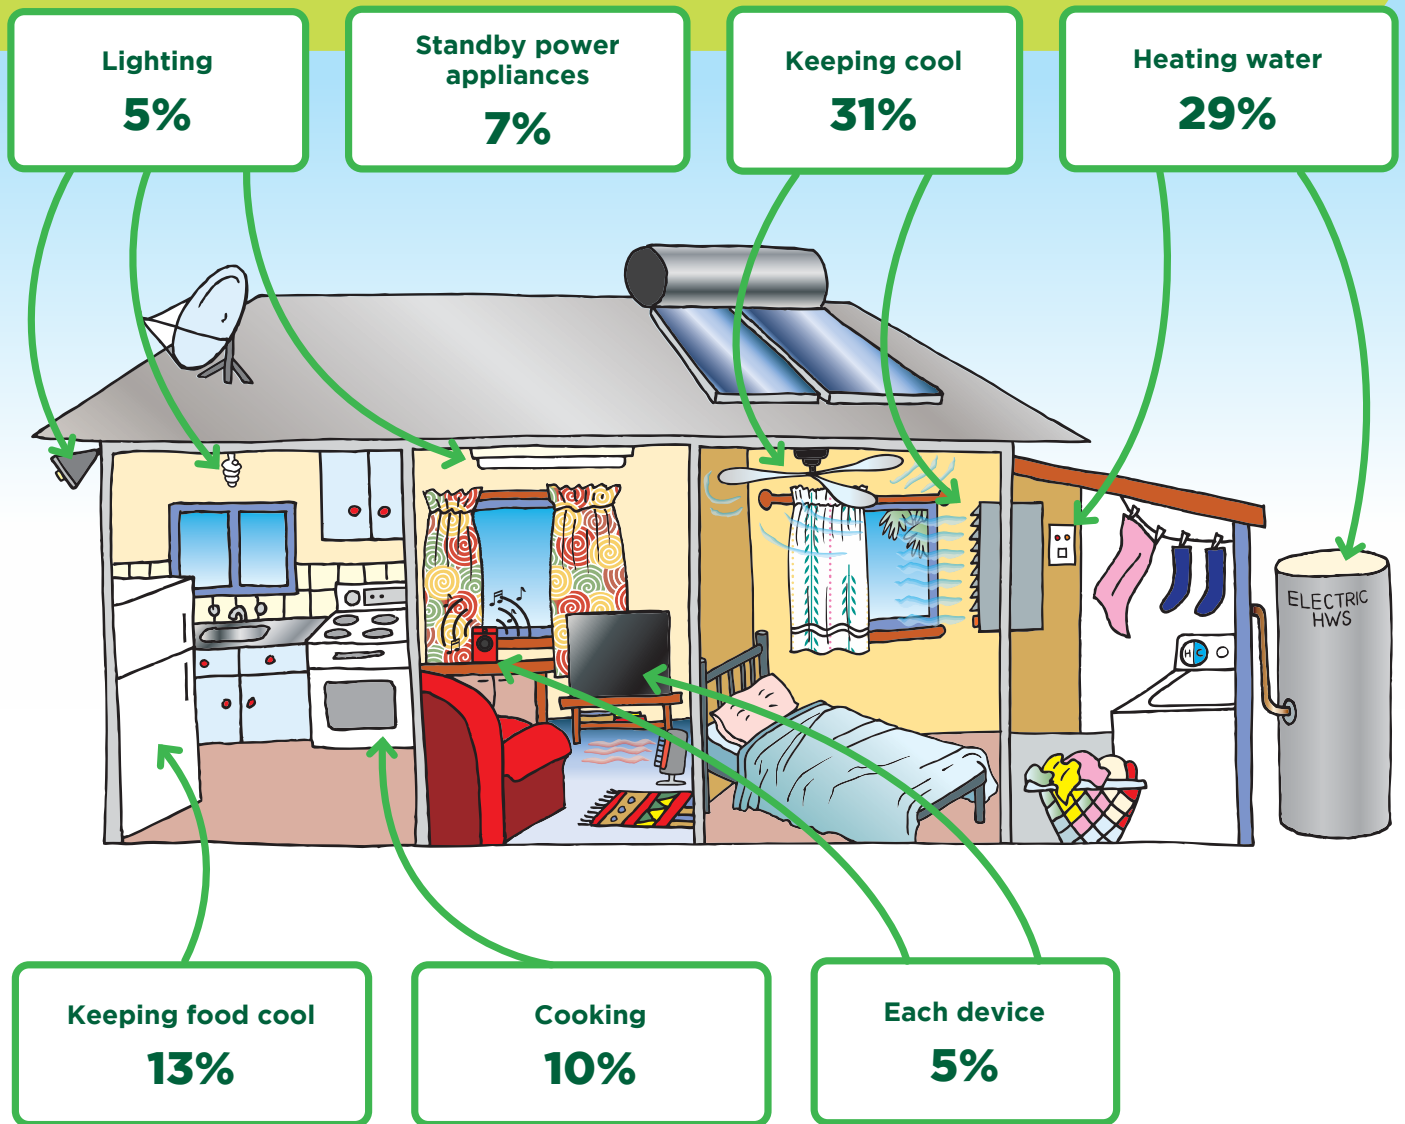 Lighting
5%
Standby power
appliances
7%
Keeping cool
31%
Heating water
29%
H C
ELECTRIC
HWS
Keeping food cool
13%
Cooking
10%
Each device
5%